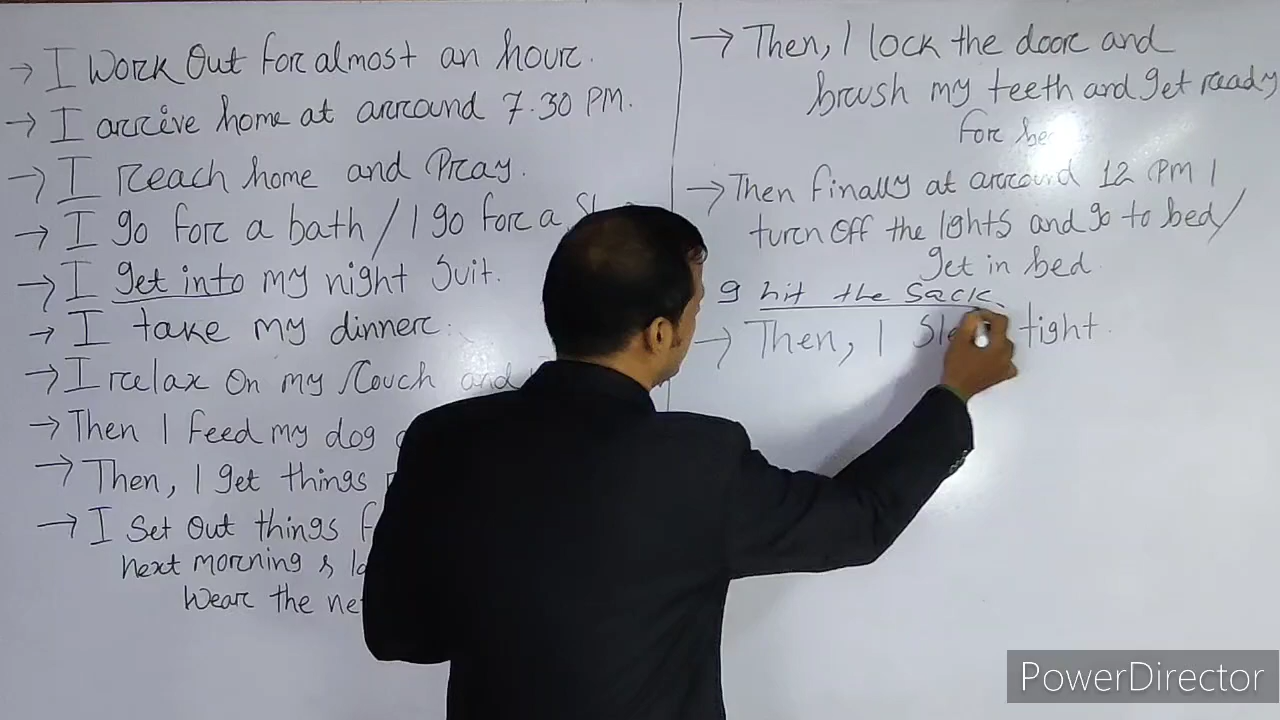 → I Work Out for almost an hour.
→ I arrive home at arround 7.30 PM.
→ I reach home and Pray.
→ I go for a bath / I go for a
→ I get into my night suit.
→ I take my dinner.
→ I relax on my couch and
→ Then I feed my dog
→ Then, I get things
→ I Set Out things
next morning &
Wear the
→ Then, I lock the door and
brush my teeth and get ready
for be
→ Then finally at arround 12 PM I
turn off the lights and go to bed/
get in bed
9 hit the sack.
→ Then, I tight.
PowerDirector